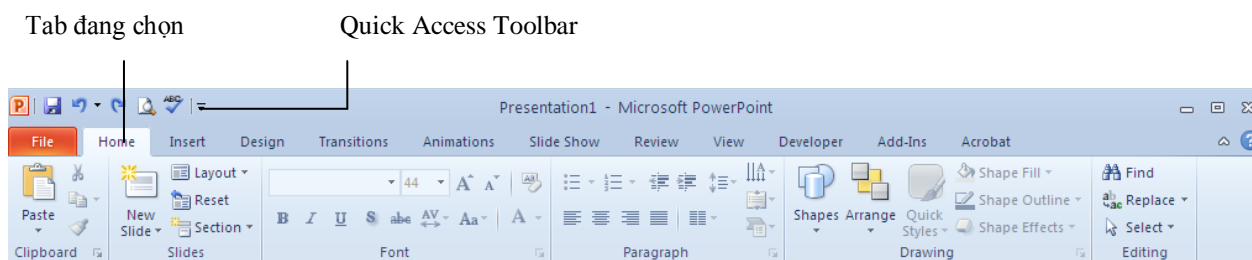 Tab đang chọn Quick Access Toolbar
Presentation1 - Microsoft PowerPoint
File Home Insert Design Transitions Animations Slide Show Review View Developer Add-Ins Acrobat
Layout Shape Fill Find
Reset 44 A A Shape Outline Replace
Paste New Slide Section B I U S abc AV Aa A Shapes Arrange Quick Styles Shape Effects Select
Clipboard Slides Font Paragraph Drawing Editing